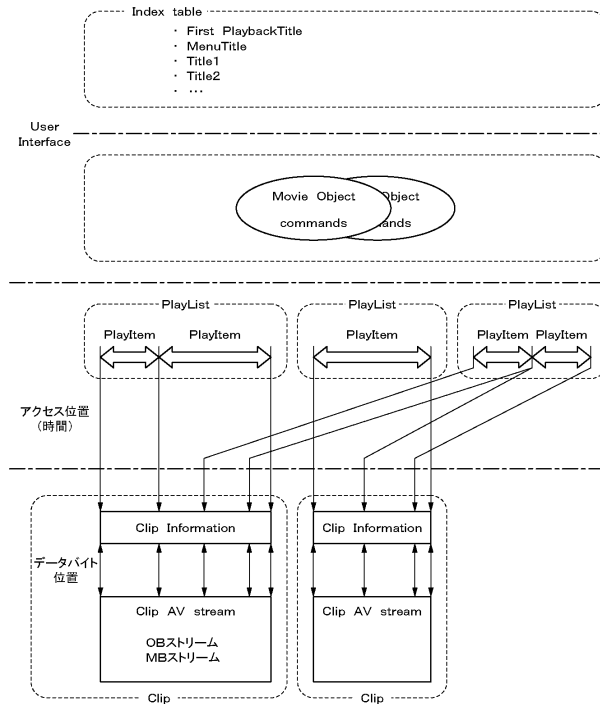 Index table
・ First PlaybackTitle
・ MenuTitle
・ Title1
・ Title2
・ …
User
Interface
Movie Object
commands
Object
PlayList
PlayItem
PlayItem
PlayList
PlayItem
PlayList
PlayItem
PlayItem
アクセス位置
(時間)
Clip Information
Clip Information
データバイト
位置
Clip AV stream
OBストリーム
MBストリーム
Clip AV stream
Clip
Clip